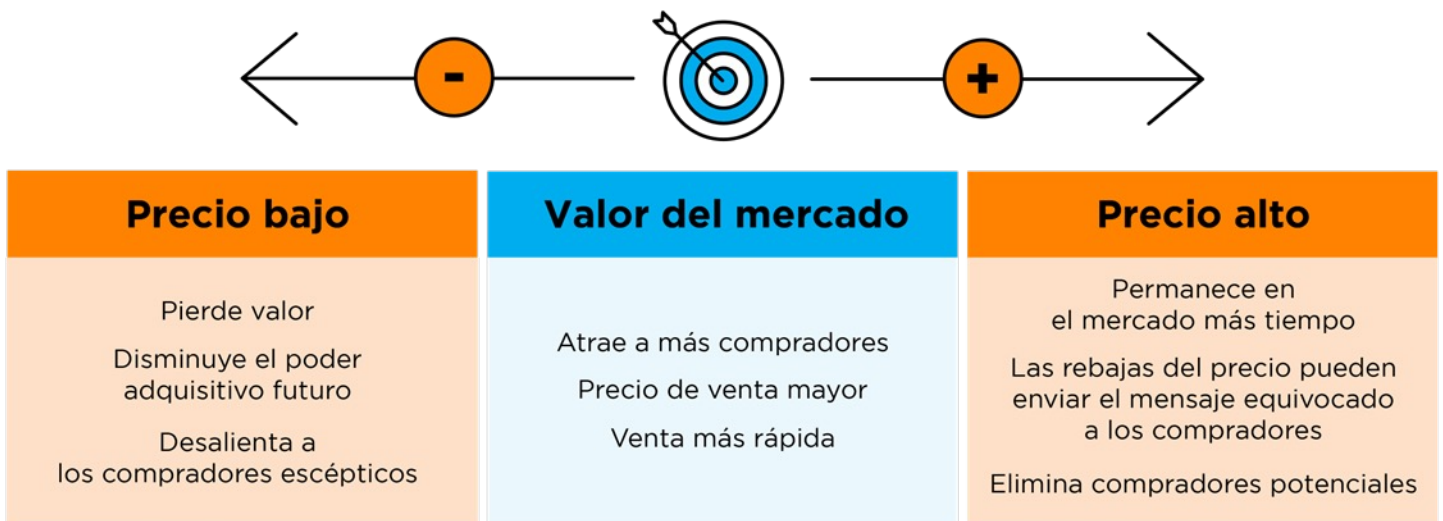 -
+
Precio bajo
Valor del mercado
Precio alto
Pierde valor
Disminuye el poder
adquisitivo futuro
Desalienta a
los compradores escépticos
Atrae a más compradores
Precio de venta mayor
Venta más rápida
Permanece en
el mercado más tiempo
Las rebajas del precio pueden
enviar el mensaje equivocado
a los compradores
Elimina compradores potenciales